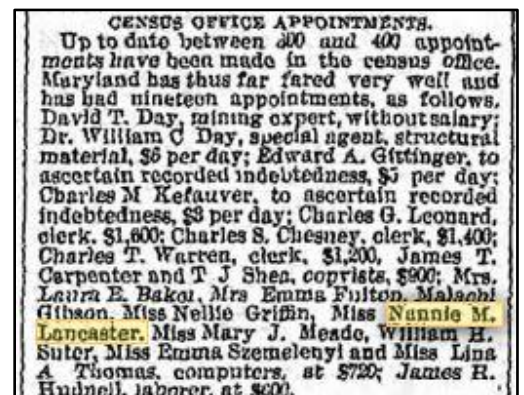 CENSUS OFFICE APPOINTMENTS.
Up to date between 300 and 400 appoint-
ments have been made in the census office.
Maryland has thus far fared very well and
has had nineteen appointments, as follows.
David T. Day, mining expert, without salary;
Dr. William C Day, special agent, structural
material, $6 per day; Edward A. Gittinger, to
ascertain recorded indebtedness, $5 per day;
Charles M Kefauver, to ascertain recorded
indebtedness, $3 per day; Charles G. Leonard,
clerk, $1,600; Charles S. Chesney, clerk, $1,400;
Charles T. Warren, clerk, $1,200, James T.
Carpenter and T J Shea, copyists, $900; Mrs.
Laura E. Baker, Mrs Emma Fulton, Malachi
Gibson, Miss Nellie Griffin, Miss Nannie M.
Lancaster, Miss Mary J. Meade, William H.
Suter, Miss Emma Szemelenyi and Miss Lina
A Thomas, computers, at $720; James H.
Hudnell, laborer, at $600.